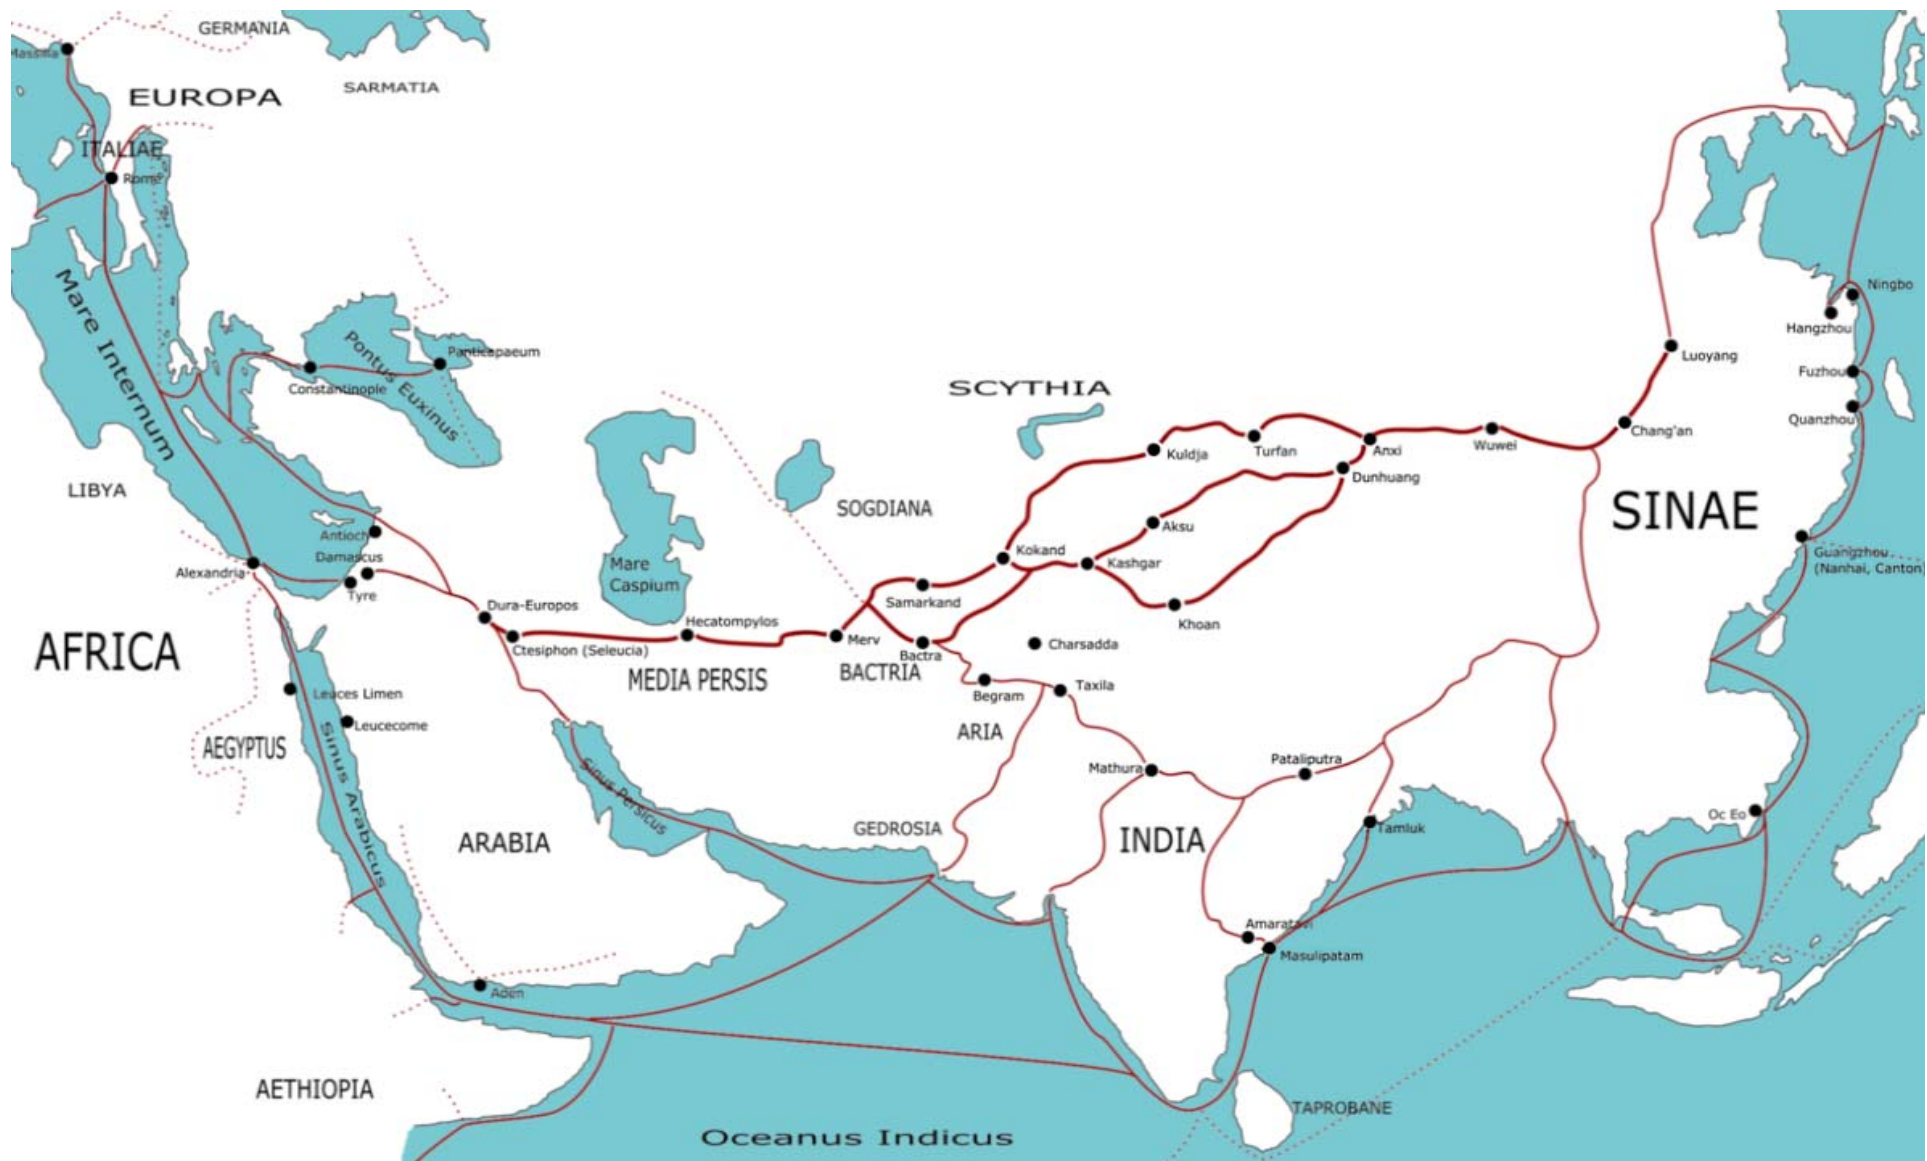 GERMANIA
Massilia
SARMATIA
EUROPA
ITALIAE
Rome
Mare Internum
Ningbo
Hangzhou
Pontus Euxinus
Panticapaeum
Luoyang
Constantinople
SCYTHIA
Fuzhou
Quanzhou
Chang'an
Kuldja
Turfan
Anxi
Wuwei
Dunhuang
LIBYA
SOGDIANA
SINAE
Aksu
Antioch
Damascus
Kokand
Kashgar
Guangzhou
(Nanhai, Canton)
Alexandria
Mare
Caspium
Tyre
Samarkand
Dura-Europos
Hecatompylos
Khoan
AFRICA
Ctesiphon (Seleucia)
Merv
Charsadda
Bactra
MEDIA PERSIS
BACTRIA
Leuces Limen
Begram
Taxila
Leucecome
ARIA
AEGYPTUS
Sinus Arabicus
Sinus Persicus
Mathura
Pataliputra
Oc Eo
GEDROSIA
Tamluk
ARABIA
INDIA
Amaratavi
Masulipatam
Aden
AETHIOPIA
TAPROBANE
Oceanus Indicus